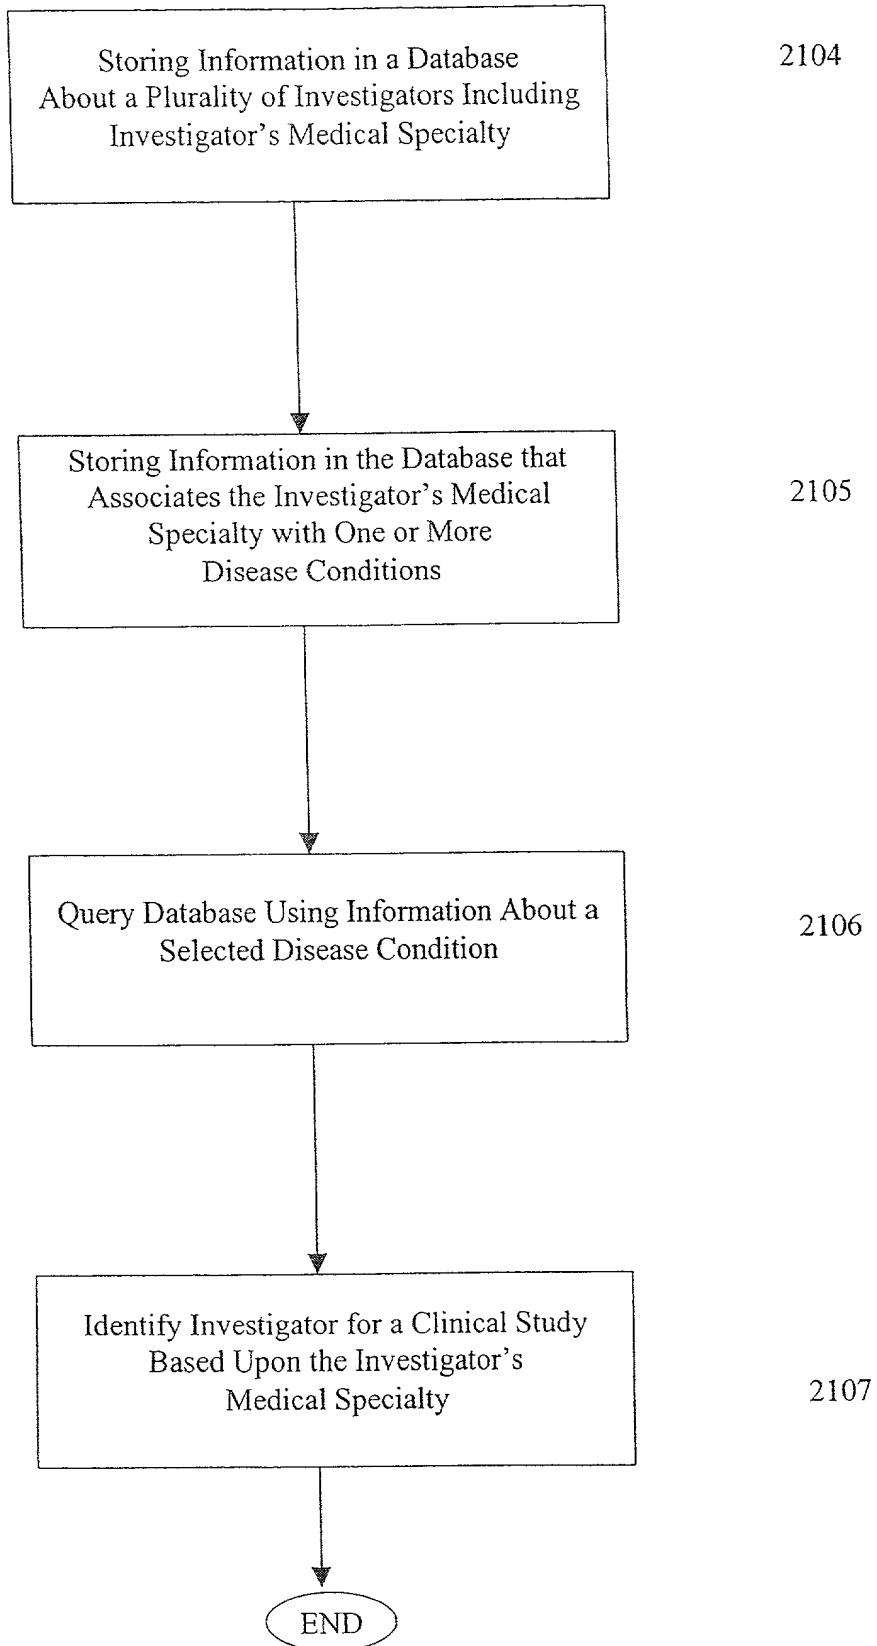 Storing Information in a Database
About a Plurality of Investigators Including
Investigator's Medical Specialty
2104
Storing Information in the Database that
Associates the Investigator's Medical
Specialty with One or More
Disease Conditions
2105
Query Database Using Information About a
Selected Disease Condition
2106
Identify Investigator for a Clinical Study
Based Upon the Investigator's
Medical Specialty
2107
END